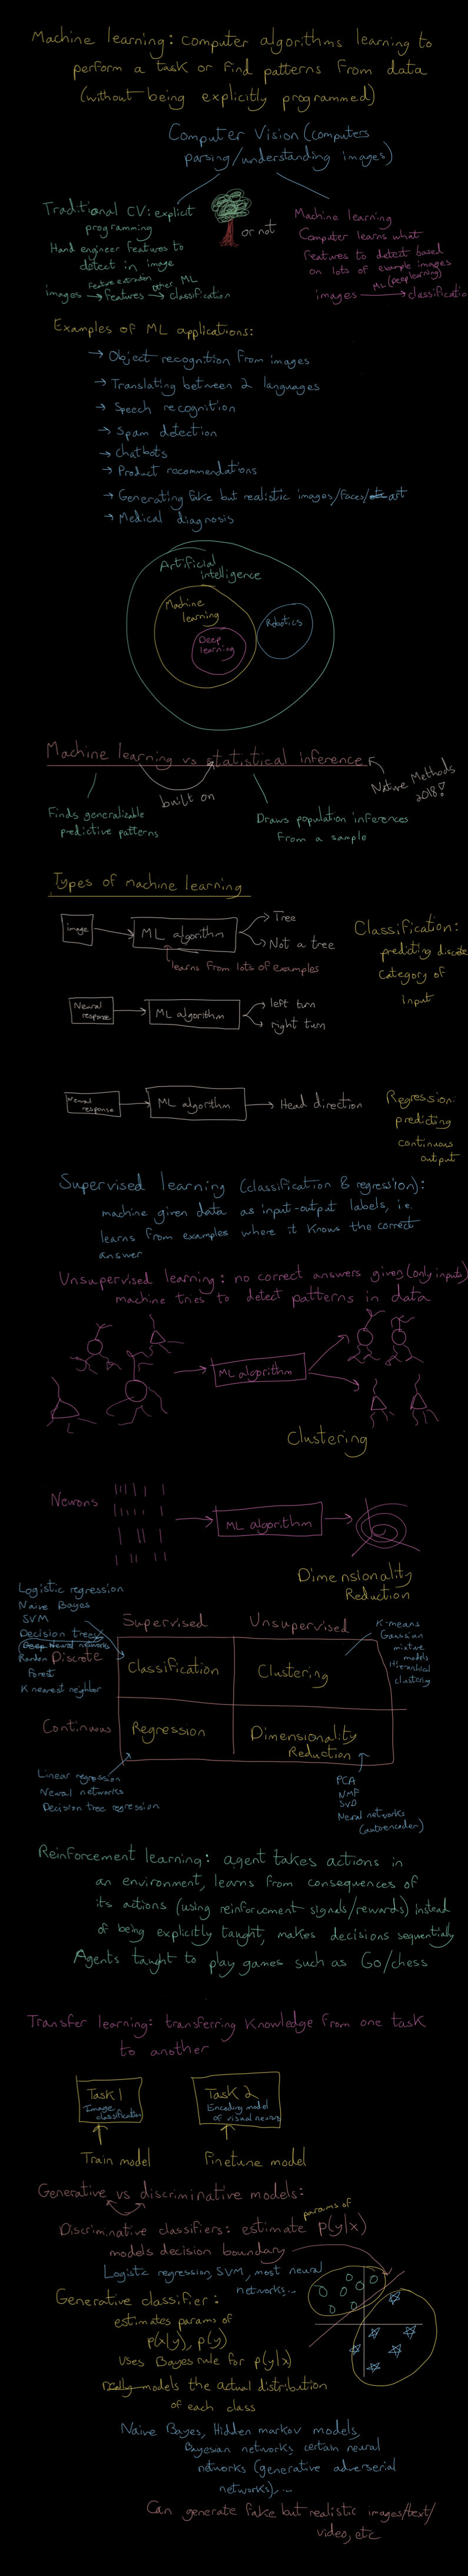 Machine learning: computer algorithms learning to
perform a task or find patterns from data
(without being explicitly programmed)
Computer Vision (computers
parsing/understanding images)
Traditional CV: explicit
programming
Hand engineer features to
detect in image
Feature extraction
other ML
images → features → classification
or not
Machine learning
Computer learns what
features to detect based
on lots of example images
ML (deep learning)
images → classificatio
Examples of ML applications:
→ Object recognition from images
→ Translating between 2 languages
→ Speech recognition
→ Spam detection
→ Chatbots
→ Product recommendations
→ Generating fake but realistic images/faces/art
→ Medical diagnosis
Artificial
intelligence
Machine
learning
Deep
learning
Robotics
Machine learning vs statistical inference
built on
Nature Methods
2018!
Finds generalizable
predictive patterns
Draws population inferences
from a sample
Types of machine learning
image
ML algorithm
Tree
Not a tree
learns from lots of examples
Classification:
predicting discrete
category of
input
Neural
response
ML algorithm
left turn
right turn
Neural
response
ML algorithm
Head direction
Regression:
predicting
continuous
output
Supervised learning (classification & regression):
machine given data as input-output labels, i.e.
learns from examples where it knows the correct
answer
Unsupervised learning: no correct answers given (only inputs)
machine tries to detect patterns in data
ML algorithm
Clustering
Neurons
ML algorithm
Dimensionality
Reduction
Logistic regression
Naive Bayes
SVM
Decision trees
Deep Neural networks
Random
Forest
K nearest neighbor
Supervised
Unsupervised
K-means
Gaussian
mixture
models
Hierarchical
clustering
Discrete
Classification
Clustering
Continuous
Regression
Dimensionality
Reduction
Linear regression
Neural networks
Decision tree regression
PCA
NMF
SVD
Neural networks
(autoencoder)
Reinforcement learning: agent takes actions in
an environment, learns from consequences of
its actions (using reinforcement signals/rewards) instead
of being explicitly taught, makes decisions sequentially
Agents taught to play games such as Go/chess
Transfer learning: transferring knowledge from one task
to another
Task 1
Image
classification
Task 2
Encoding model
of visual neurons
Train model
Finetune model
Generative vs discriminative models:
params of
Discriminative classifiers: estimate p(y|x)
models decision boundary
Logistic regression, SVM, most neural
networks...
Generative classifier:
estimates params of
p(x|y), p(y)
uses Bayes rule for p(y|x)
Really models the actual distribution
of each class
Naive Bayes, Hidden markov models,
Bayesian networks, certain neural
networks (generative adverserial
networks),...
Can generate fake but realistic images/text/
video, etc